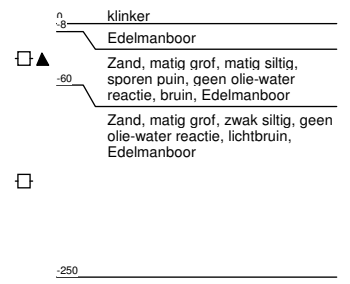 0 klinker
-8
Edelmanboor
Zand, matig grof, matig siltig,
sporen puin, geen olie-water
-60
reactie, bruin, Edelmanboor
Zand, matig grof, zwak siltig, geen
olie-water reactie, lichtbruin,
Edelmanboor
-250